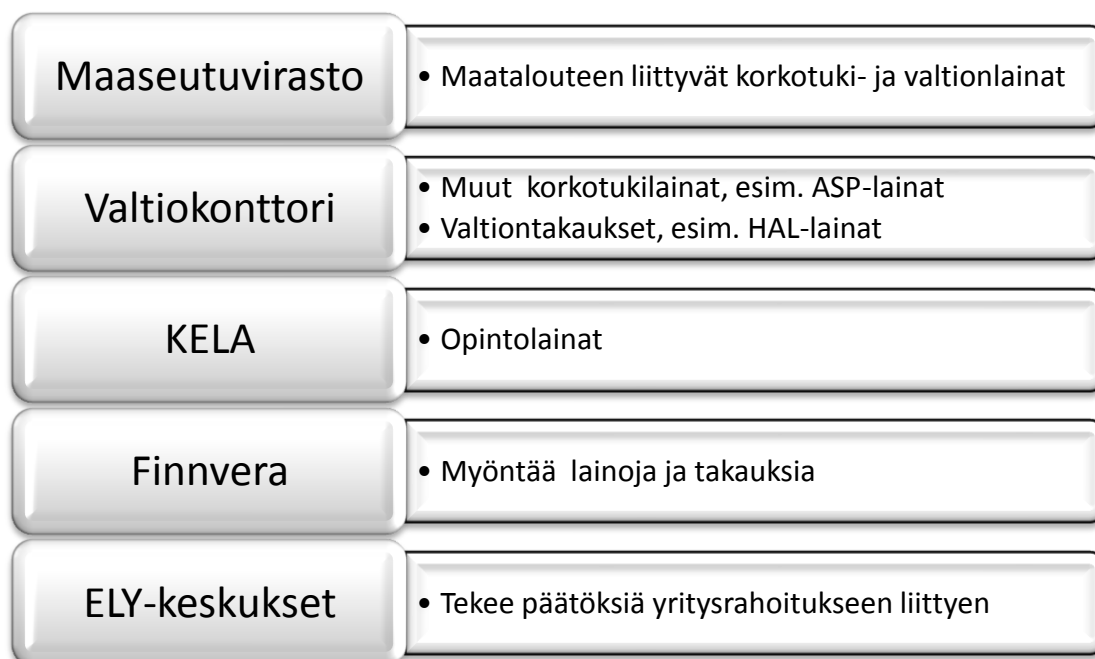 Maaseutuvirasto
• Maatalouteen liittyvät korkotuki- ja valtionlainat
Valtiokonttori
• Muut korkotukilainat, esim. ASP-lainat
• Valtiontakaukset, esim. HAL-lainat
KELA
• Opintolainat
Finnvera
• Myöntää lainoja ja takauksia
ELY-keskukset
• Tekee päätöksiä yritysrahoitukseen liittyen